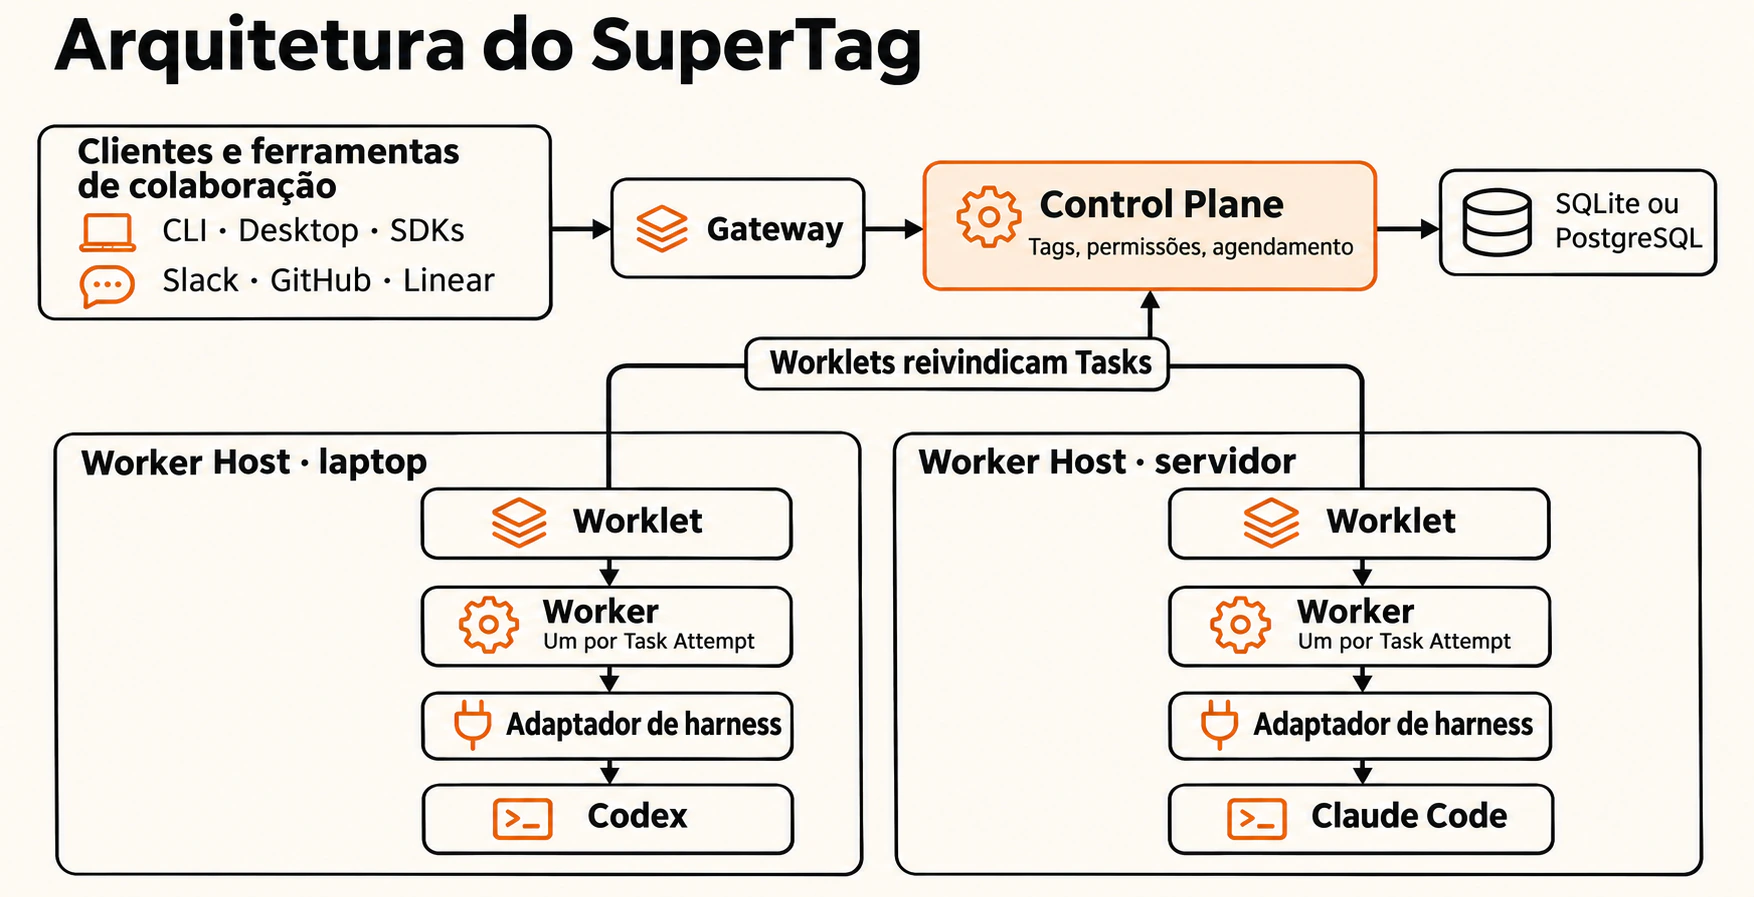 Arquitetura do SuperTag
Clientes e ferramentas
de colaboração
CLI · Desktop · SDKs
Slack · GitHub · Linear
Gateway
Control Plane
Tags, permissões, agendamento
SQLite ou
PostgreSQL
Worklets reivindicam Tasks
Worker Host · laptop
Worklet
Worker
Um por Task Attempt
Adaptador de harness
Codex
Worker Host · servidor
Worklet
Worker
Um por Task Attempt
Adaptador de harness
Claude Code